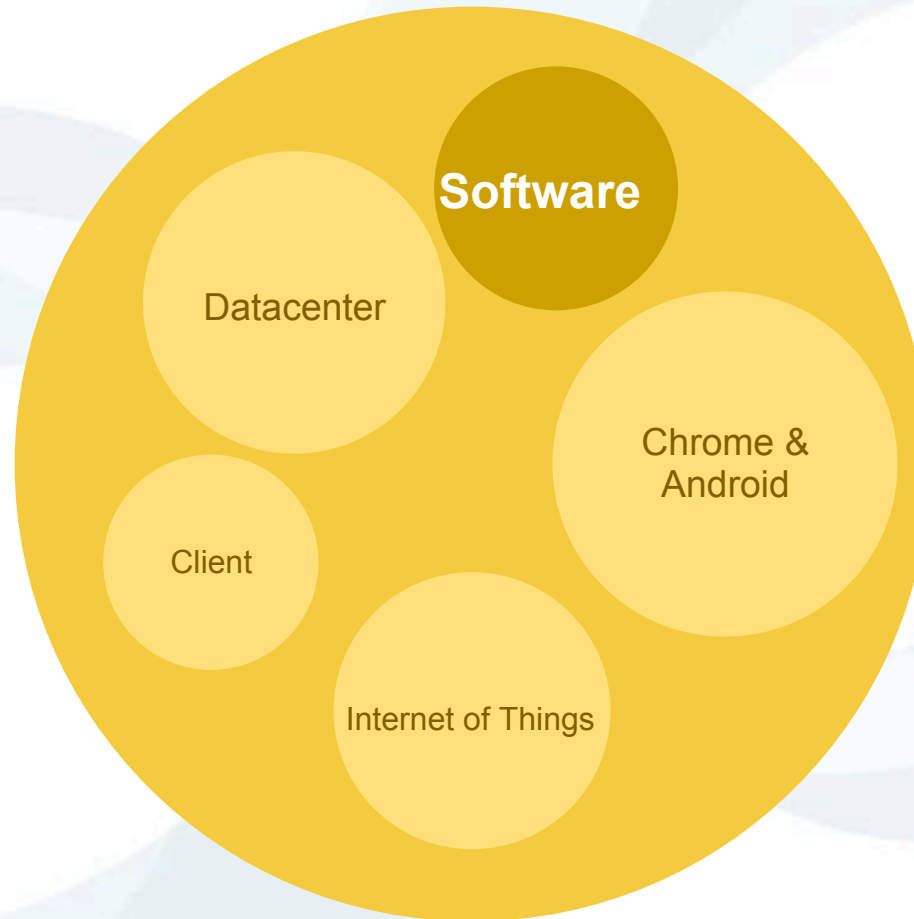 Software
Datacenter
Chrome &
Android
Client
Internet of Things